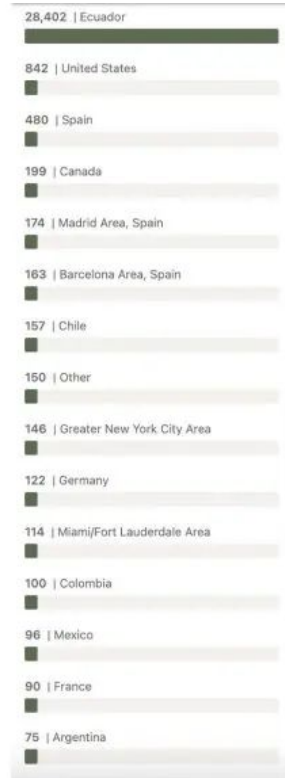 28,402 | Ecuador
842 | United States
480 | Spain
199 | Canada
174 | Madrid Area, Spain
163 | Barcelona Area, Spain
157 | Chile
150 | Other
146 | Greater New York City Area
122 | Germany
114 | Miami/Fort Lauderdale Area
100 | Colombia
96 | Mexico
90 | France
75 | Argentina